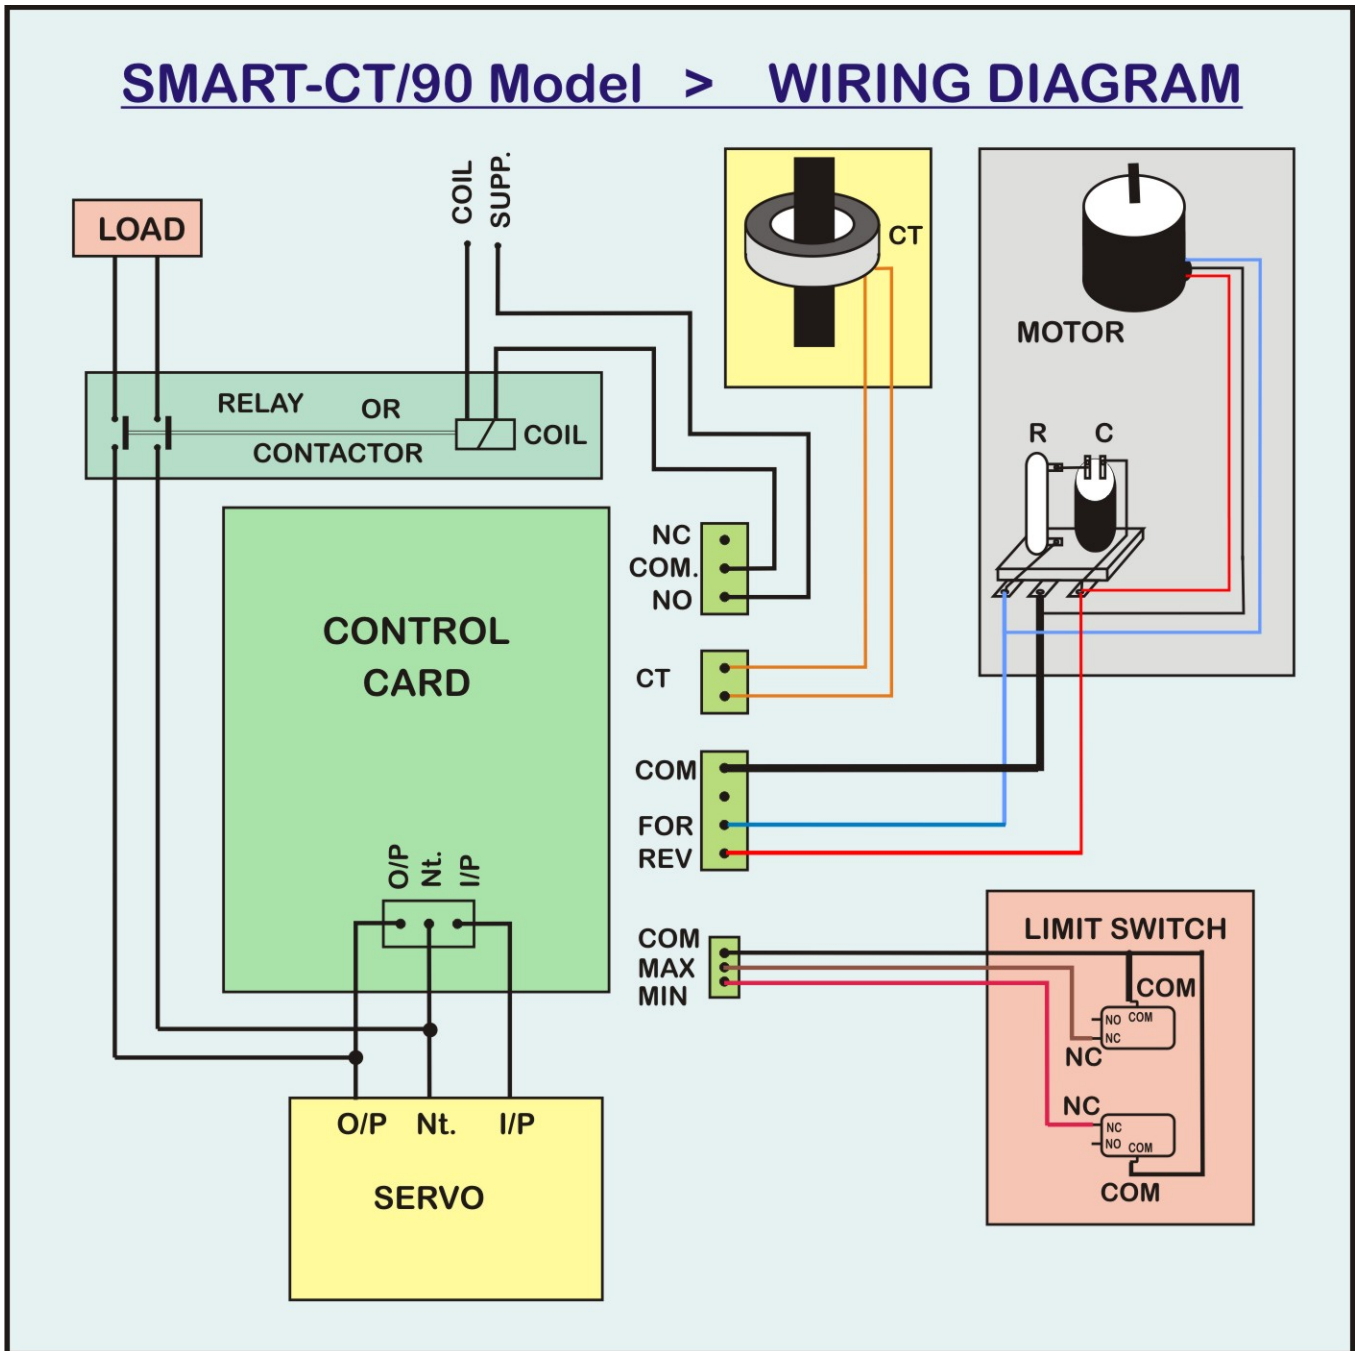 SMART-CT/90 Model > WIRING DIAGRAM
COIL
SUPP.
LOAD
CT
MOTOR
RELAY OR
CONTACTOR
COIL
R C
NC
COM.
NO
CONTROL
CARD
CT
COM
FOR
REV
O/P
Nt.
I/P
COM
MAX
MIN
LIMIT SWITCH
COM
NO COM
NC
NC
NC
NC
NO COM
COM
O/P Nt. I/P
SERVO